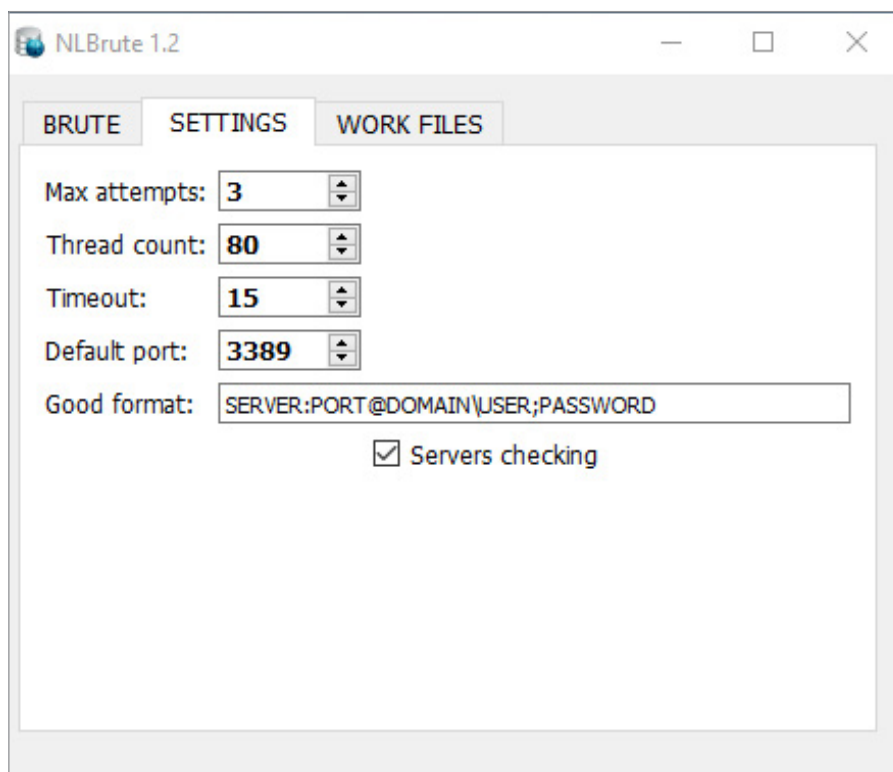 NLBrute 1.2
BRUTE SETTINGS WORK FILES
Max attempts: 3
Thread count: 80
Timeout: 15
Default port: 3389
Good format: SERVER:PORT@DOMAIN\USER;PASSWORD
Servers checking